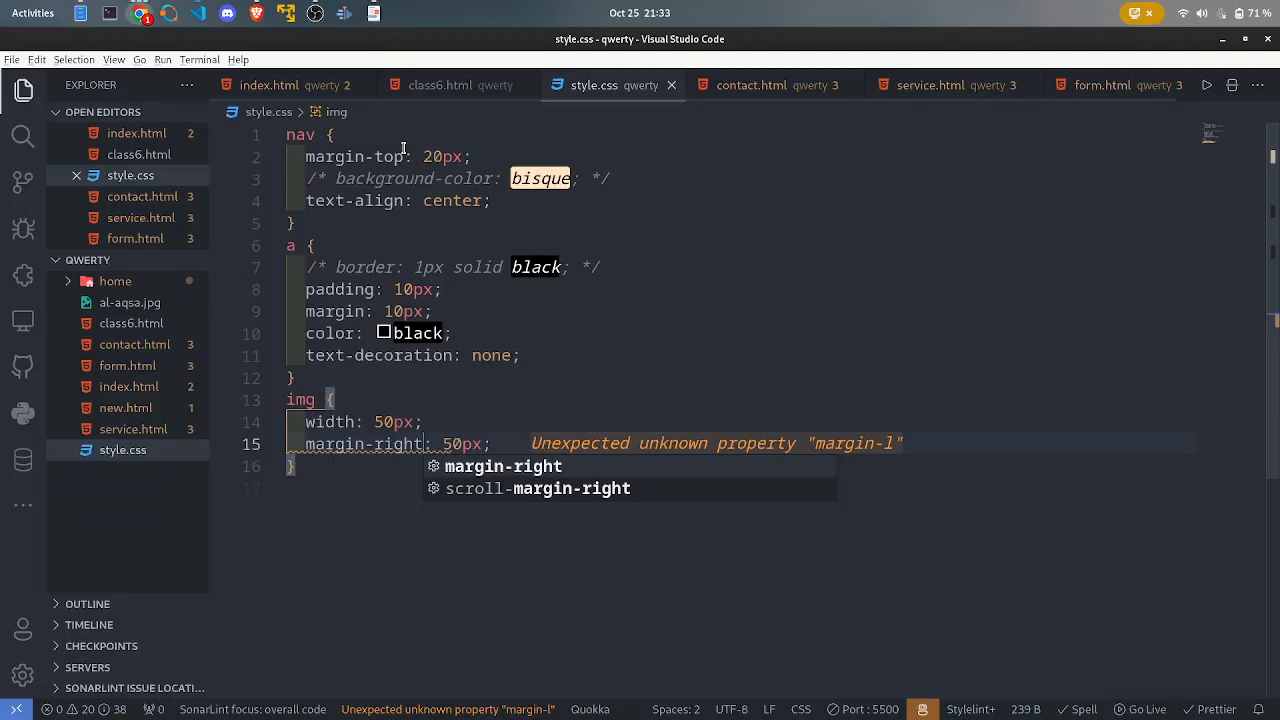 Activities
1
Oct 25 21:33
71 %
style.css - qwerty - Visual Studio Code
File Edit Selection View Go Run Terminal Help
EXPLORER
index.html qwerty 2
class6.html qwerty
style.css qwerty
contact.html qwerty 3
service.html qwerty 3
form.html qwerty 3
OPEN EDITORS
index.html 2
class6.html
style.css
contact.html 3
service.html 3
form.html 3
QWERTY
home
al-aqsa.jpg
class6.html
contact.html 3
form.html 3
index.html 2
new.html 1
service.html 3
style.css
OUTLINE
TIMELINE
CHECKPOINTS
SERVERS
SONARLINT ISSUE LOCATI...
style.css > img
1 nav {
2 margin-top: 20px;
3 /* background-color: bisque; */
4 text-align: center;
5 }
6 a {
7 /* border: 1px solid black; */
8 padding: 10px;
9 margin: 10px;
10 color: black;
11 text-decoration: none;
12 }
13 img {
14 width: 50px;
15 margin-right: 50px; Unexpected unknown property "margin-l"
16 }
17
margin-right
scroll-margin-right
0 20 38 0 SonarLint focus: overall code Unexpected unknown property "margin-l" Quokka Spaces: 2 UTF-8 LF CSS Port : 5500 Stylelint+ 239 B Spell Go Live Prettier